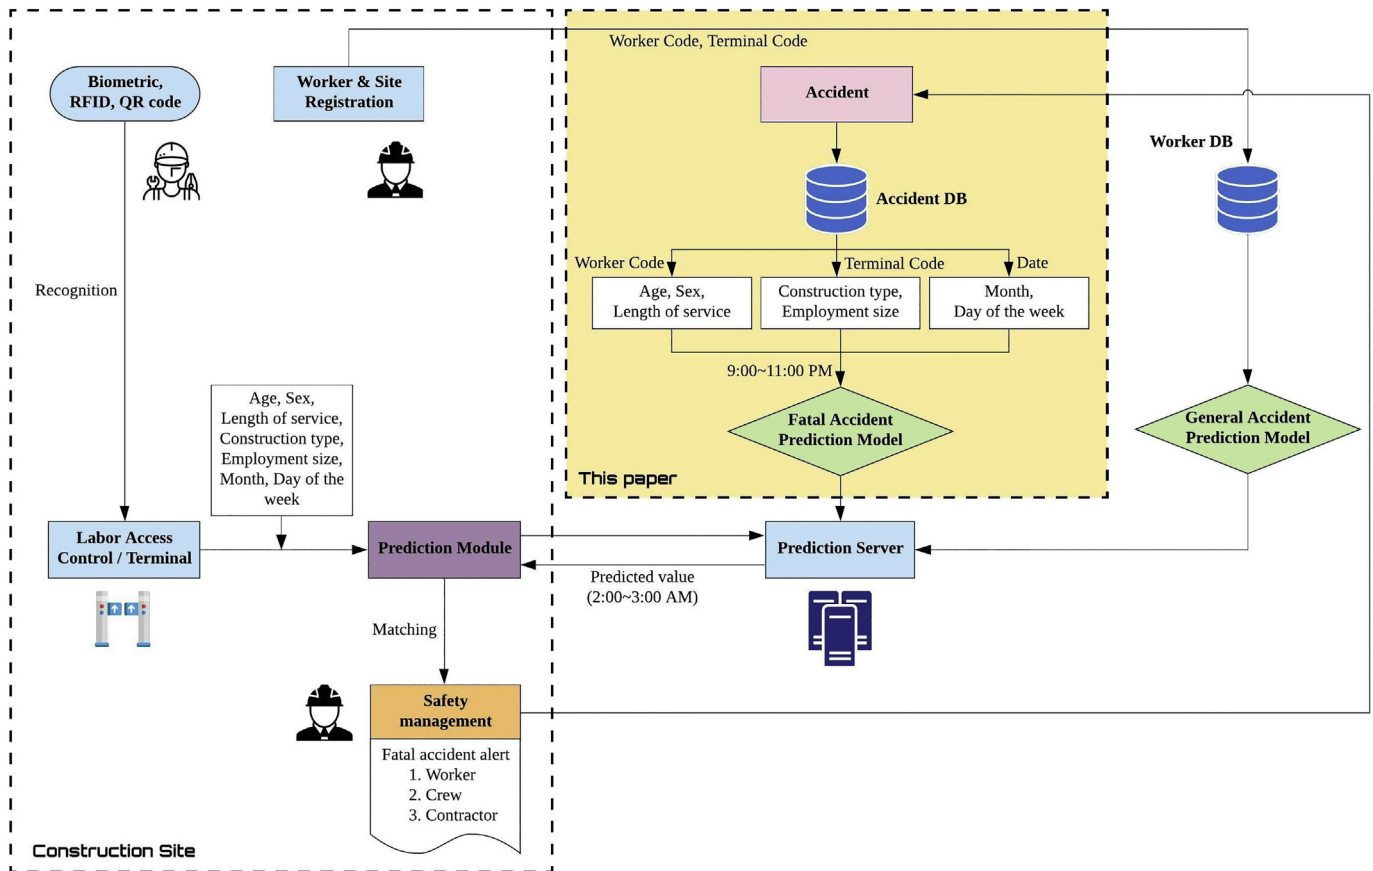 Worker Code, Terminal Code
Biometric,
RFID, QR code
Worker & Site
Registration
Accident
Worker DB
Accident DB
Recognition
Worker Code
Terminal Code
Date
Age, Sex,
Length of service
Construction type,
Employment size
Month,
Day of the week
9:00~11:00 PM
Age, Sex,
Length of service,
Construction type,
Employment size,
Month, Day of the
week
Fatal Accident
Prediction Model
General Accident
Prediction Model
This paper
Labor Access
Control / Terminal
Prediction Module
Prediction Server
Predicted value
(2:00~3:00 AM)
Matching
Safety
management
Fatal accident alert
1. Worker
2. Crew
3. Contractor
Construction Site